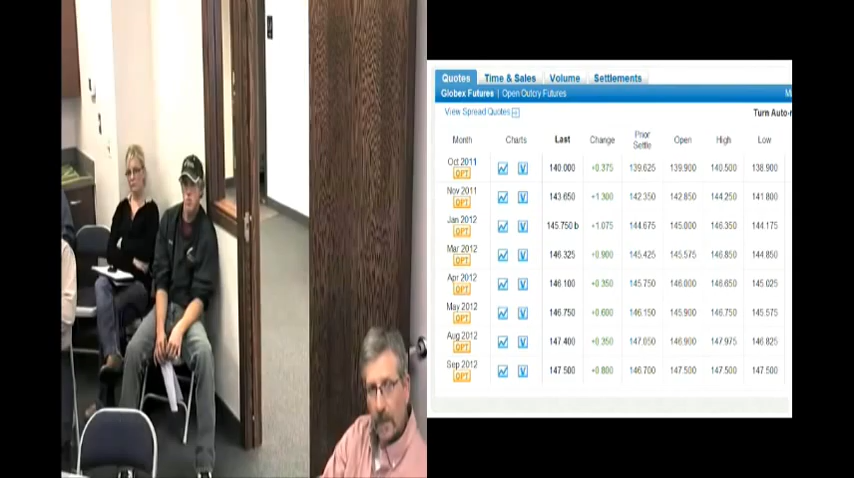 Quotes Time & Sales Volume Settlements
Globex Futures | Open Outcry Futures
View Spread Quotes
Turn Auto-r
Month Charts Last Change Prior Settle Open High Low
Oct 2011 OPT 140.000 +0.375 139.625 139.900 140.500 138.900
Nov 2011 OPT 143.650 +1.300 142.350 142.850 144.250 141.800
Jan 2012 OPT 145.750 b +1.075 144.675 145.000 146.350 144.175
Mar 2012 OPT 146.325 +0.900 145.425 145.575 146.850 144.850
Apr 2012 OPT 146.100 +0.350 145.750 146.000 146.650 145.025
May 2012 OPT 146.750 +0.600 146.150 145.900 146.750 145.575
Aug 2012 OPT 147.400 +0.350 147.050 146.900 147.975 146.825
Sep 2012 OPT 147.500 +0.800 146.700 147.500 147.500 147.500